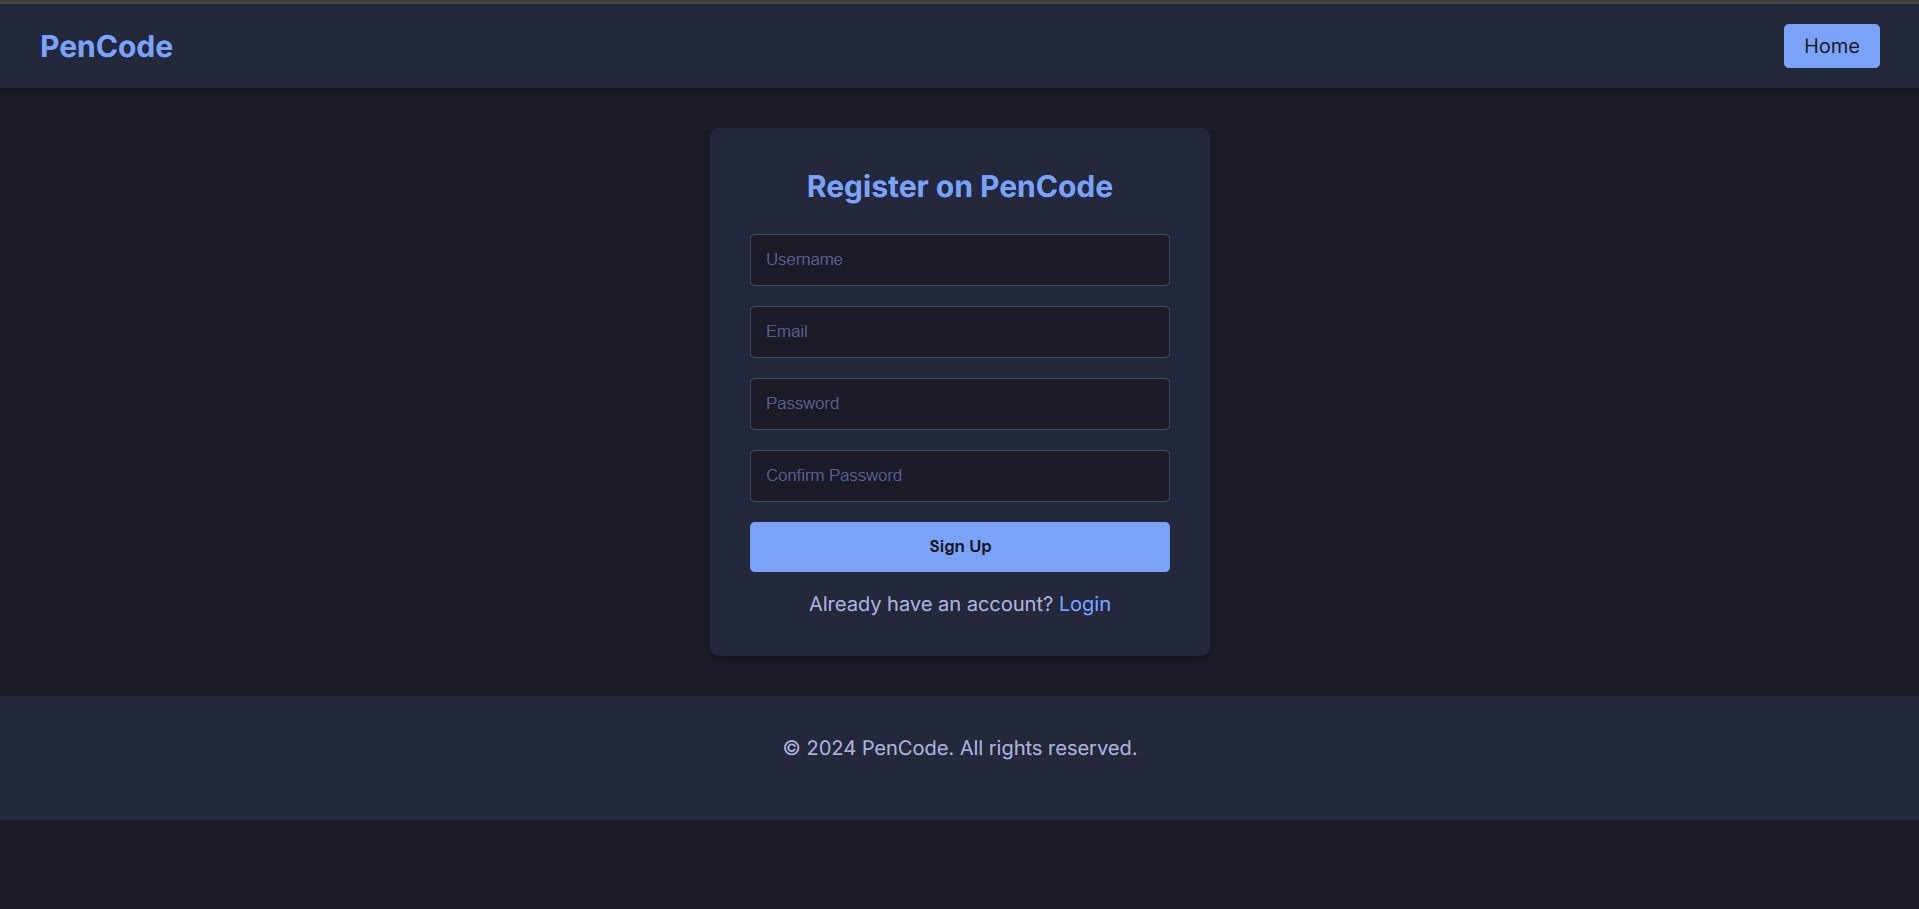 PenCode
Home
Register on PenCode
Username
Email
Password
Confirm Password
Sign Up
Already have an account? Login
© 2024 PenCode. All rights reserved.